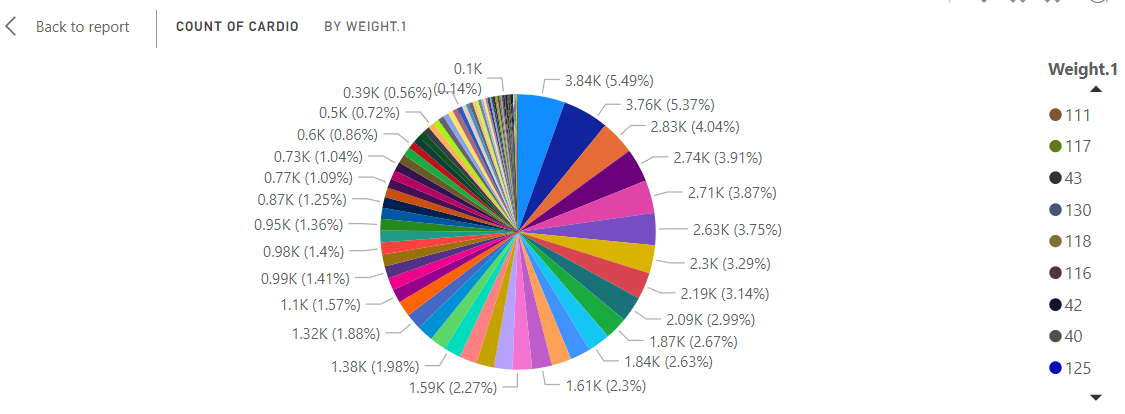 Back to report
COUNT OF CARDIO BY WEIGHT.1
0.1K
(0.14%)
0.39K (0.56%)
0.5K (0.72%)
0.6K (0.86%)
0.73K (1.04%)
0.77K (1.09%)
0.87K (1.25%)
0.95K (1.36%)
0.98K (1.4%)
0.99K (1.41%)
1.1K (1.57%)
1.32K (1.88%)
1.38K (1.98%)
1.59K (2.27%)
3.84K (5.49%)
3.76K (5.37%)
2.83K (4.04%)
2.74K (3.91%)
2.71K (3.87%)
2.63K (3.75%)
2.3K (3.29%)
2.19K (3.14%)
2.09K (2.99%)
1.87K (2.67%)
1.84K (2.63%)
1.61K (2.3%)
Weight.1
111
117
43
130
118
116
42
40
125